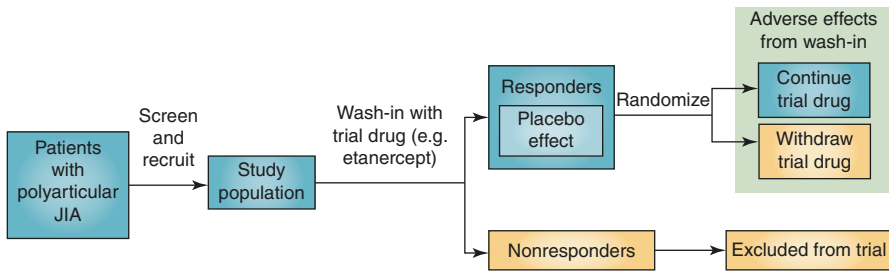 Patients
with
polyarticular
JIA
Screen
and
recruit
Study
population
Wash-in with
trial drug (e.g.
etanercept)
Responders
Placebo
effect
Randomize
Adverse effects
from wash-in
Continue
trial drug
Withdraw
trial drug
Nonresponders
Excluded from trial